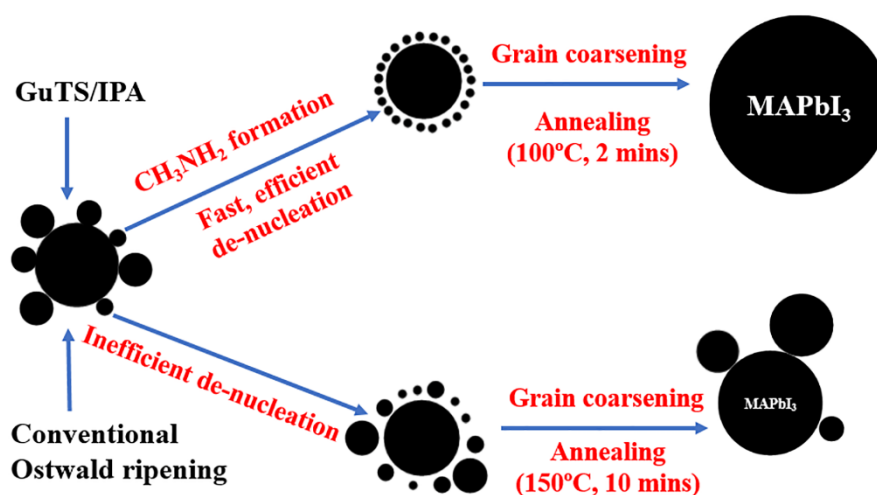 GuTS/IPA
CH₃NH₂ formation
Fast, efficient
de-nucleation
Grain coarsening
Annealing
(100ºC, 2 mins)
MAPbI₃
Conventional
Ostwald ripening
Inefficient de-nucleation
Grain coarsening
Annealing
(150ºC, 10 mins)
MAPbI₃